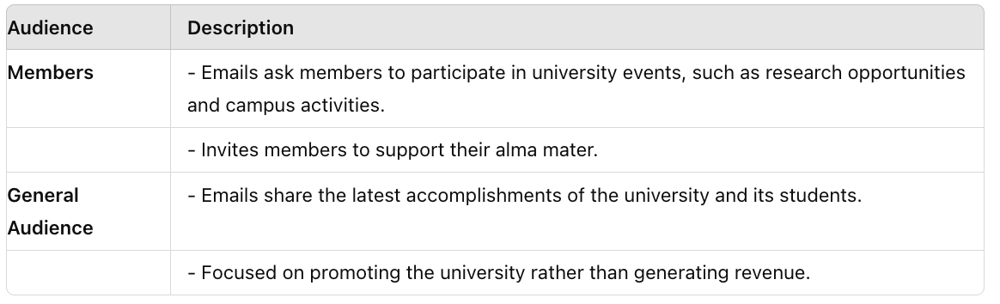 Audience Description
Members - Emails ask members to participate in university events, such as research opportunities
and campus activities.
- Invites members to support their alma mater.
General - Emails share the latest accomplishments of the university and its students.
Audience
- Focused on promoting the university rather than generating revenue.